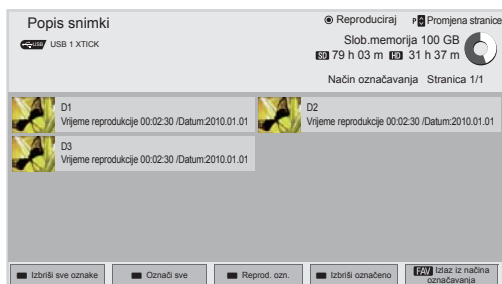 Popis snimki
Reproduciraj P Promjena stranice
USB USB 1 XTICK
Slob.memorija 100 GB
SD 79 h 03 m HD 31 h 37 m
Način označavanja Stranica 1/1
D1
Vrijeme reprodukcije 00:02:30 /Datum:2010.01.01
D2
Vrijeme reprodukcije 00:02:30 /Datum:2010.01.01
D3
Vrijeme reprodukcije 00:02:30 /Datum:2010.01.01
Izbriši sve oznake
Označi sve
Reprod. ozn.
Izbriši označeno
FAV Izlaz iz načina
označavanja